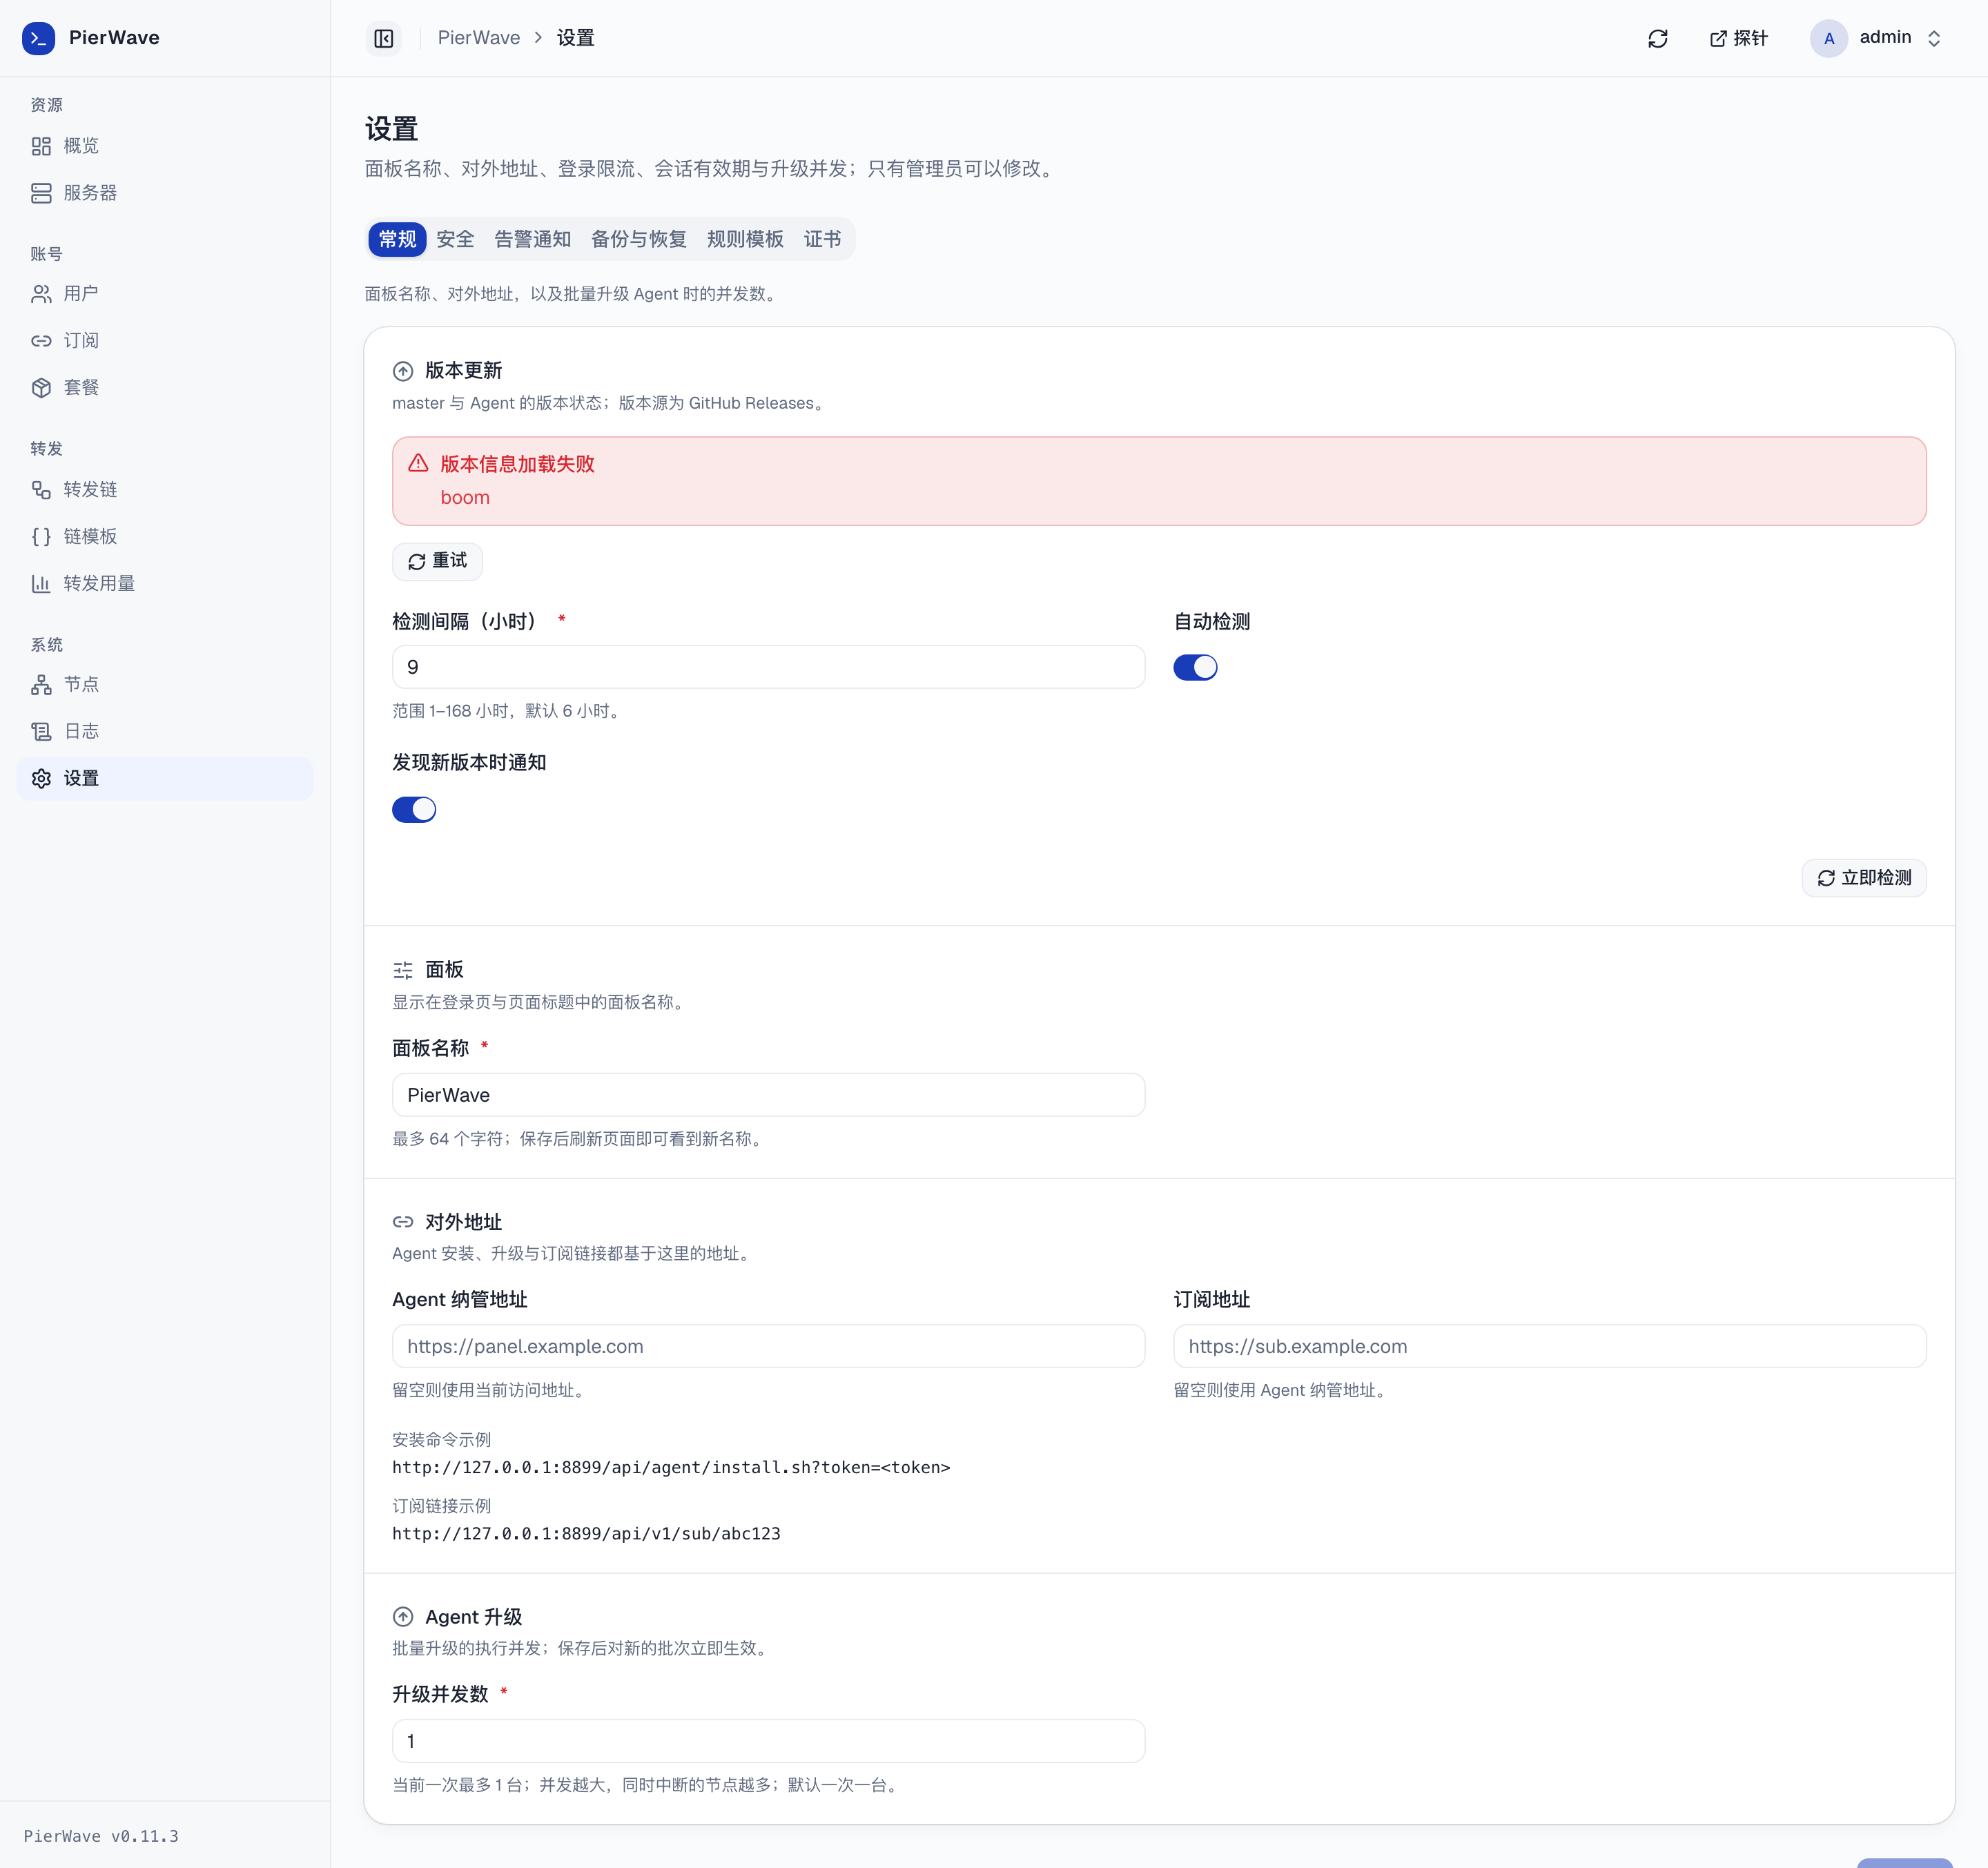 PierWave
PierWave > 设置
探针
A admin
资源
概览
服务器
账号
用户
订阅
套餐
转发
转发链
链模板
转发用量
系统
节点
日志
设置
PierWave v0.11.3
设置
面板名称、对外地址、登录限流、会话有效期与升级并发；只有管理员可以修改。
常规 安全 告警通知 备份与恢复 规则模板 证书
面板名称、对外地址，以及批量升级 Agent 时的并发数。
版本更新
master 与 Agent 的版本状态；版本源为 GitHub Releases。
版本信息加载失败
boom
重试
检测间隔（小时） *
9
范围 1–168 小时，默认 6 小时。
自动检测
发现新版本时通知
立即检测
面板
显示在登录页与页面标题中的面板名称。
面板名称 *
PierWave
最多 64 个字符；保存后刷新页面即可看到新名称。
对外地址
Agent 安装、升级与订阅链接都基于这里的地址。
Agent 纳管地址
https://panel.example.com
留空则使用当前访问地址。
订阅地址
https://sub.example.com
留空则使用 Agent 纳管地址。
安装命令示例
http://127.0.0.1:8899/api/agent/install.sh?token=<token>
订阅链接示例
http://127.0.0.1:8899/api/v1/sub/abc123
Agent 升级
批量升级的执行并发；保存后对新的批次立即生效。
升级并发数 *
1
当前一次最多 1 台；并发越大，同时中断的节点越多；默认一次一台。